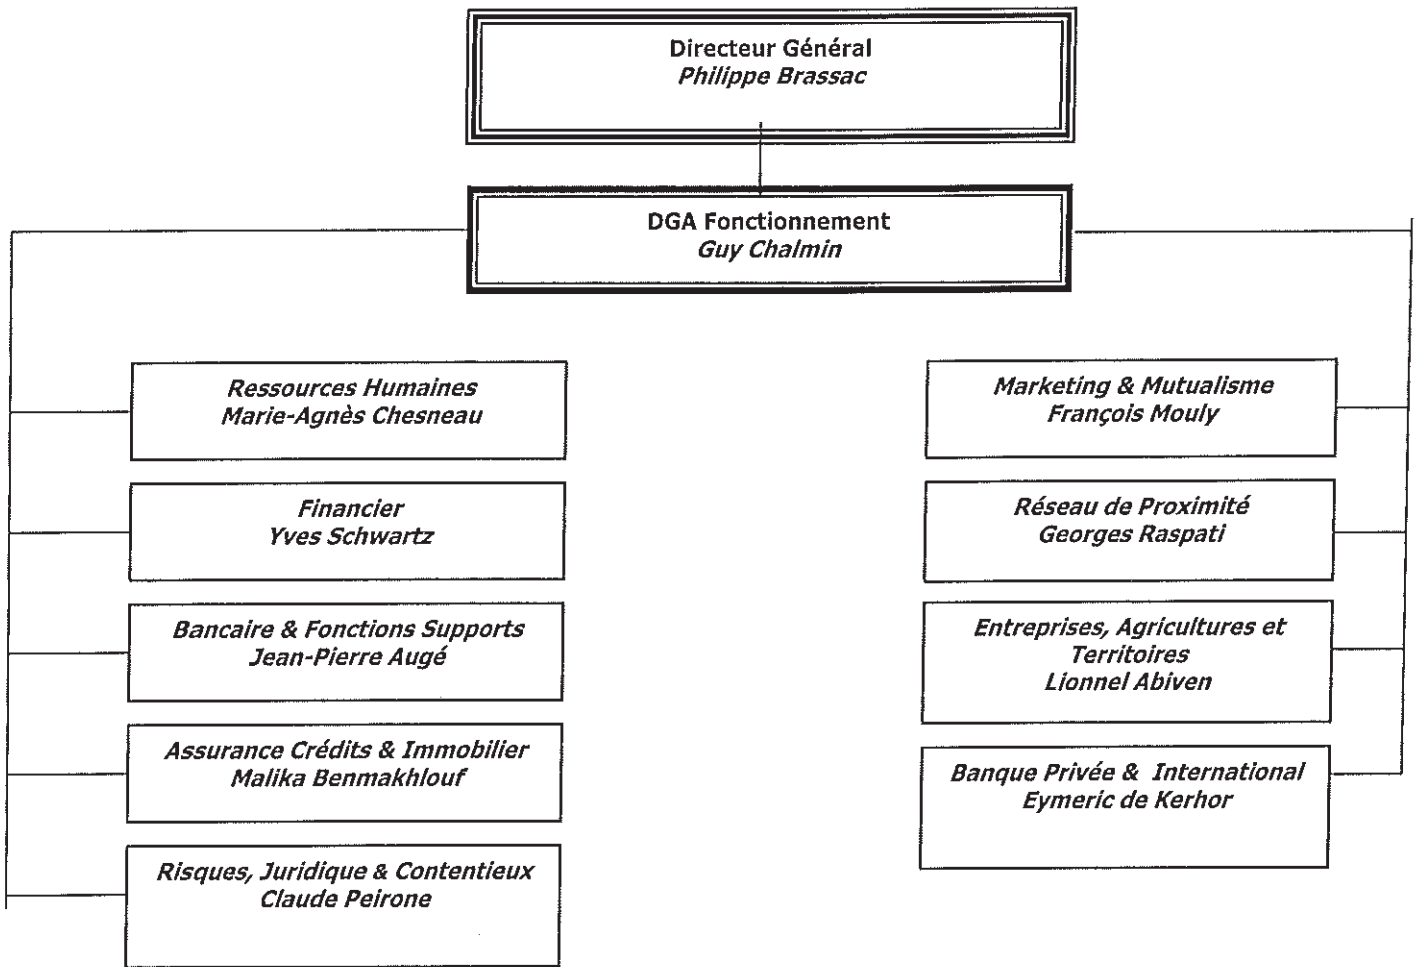 Directeur Général
Philippe Brassac
DGA Fonctionnement
Guy Chalmin
Ressources Humaines
Marie-Agnès Chesneau
Financier
Yves Schwartz
Bancaire & Fonctions Supports
Jean-Pierre Augé
Assurance Crédits & Immobilier
Malika Benmakhlouf
Risques, Juridique & Contentieux
Claude Peirone
Marketing & Mutualisme
François Mouly
Réseau de Proximité
Georges Raspati
Entreprises, Agricultures et
Territoires
Lionnel Abiven
Banque Privée & International
Eymeric de Kerhor